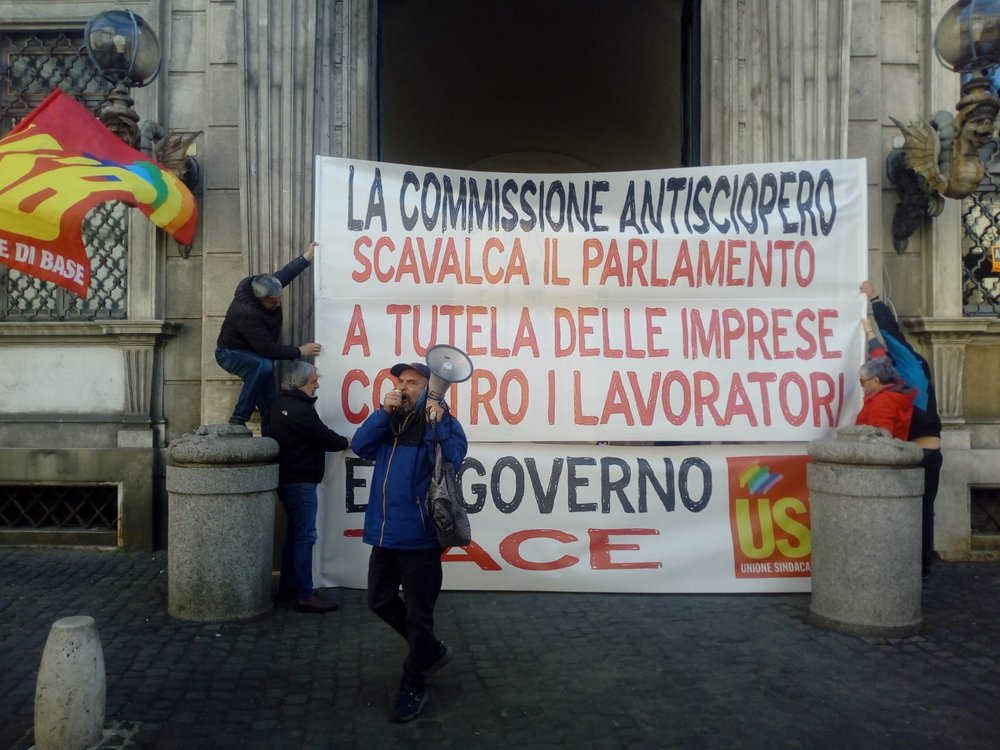 LA COMMISSIONE ANTISCIOPERO
SCAVALCA IL PARLAMENTO
A TUTELA DELLE IMPRESE
I LAVORATORI
GOVERNO
US
UNIONE SINDACA
E DI BASE